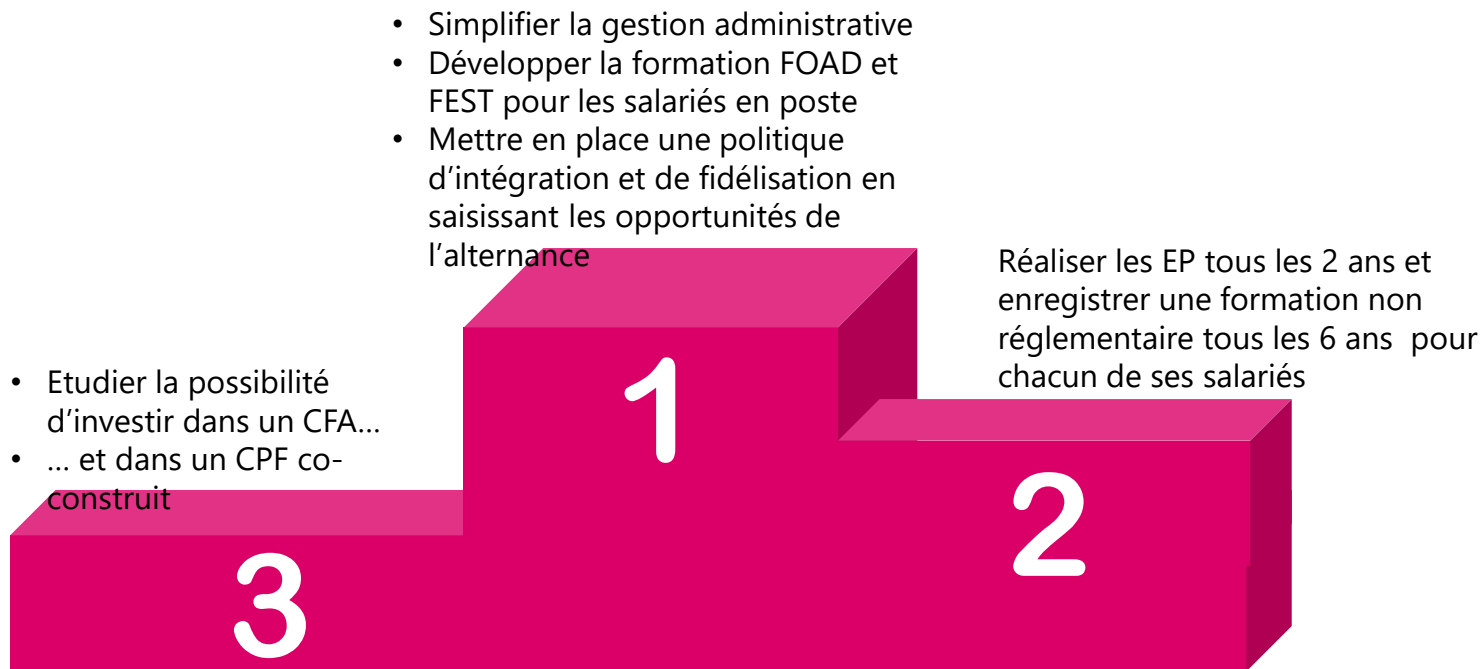 • Simplifier la gestion administrative
• Développer la formation FOAD et
FEST pour les salariés en poste
• Mettre en place une politique
d’intégration et de fidélisation en
saisissant les opportunités de
l’alternance
Réaliser les EP tous les 2 ans et
enregistrer une formation non
réglementaire tous les 6 ans  pour
chacun de ses salariés
• Etudier la possibilité
d’investir dans un CFA…
• … et dans un CPF co-
construit
1
2
3